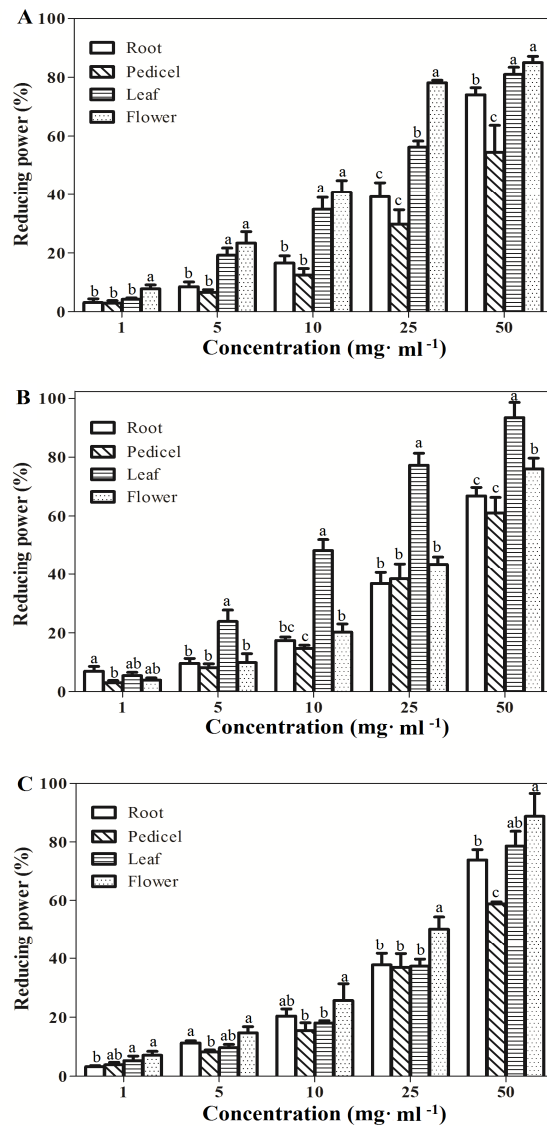 A
100
Root
Pedicel
Leaf
Flower
80
60
40
20
0
Reducing power (%)
b b b a
b b a a
b b a a
c c b a
b c a a
1 5 10 25 50
Concentration (mg· ml -1)
B
100
Root
Pedicel
Leaf
Flower
80
60
40
20
0
Reducing power (%)
a b ab ab
b b a b
bc c a b
b b a b
c c a b
1 5 10 25 50
Concentration (mg· ml -1)
C
100
Root
Pedicel
Leaf
Flower
80
60
40
20
0
Reducing power (%)
b ab a a
a b ab a
ab b b a
b b b a
b c ab a
1 5 10 25 50
Concentration (mg· ml -1)